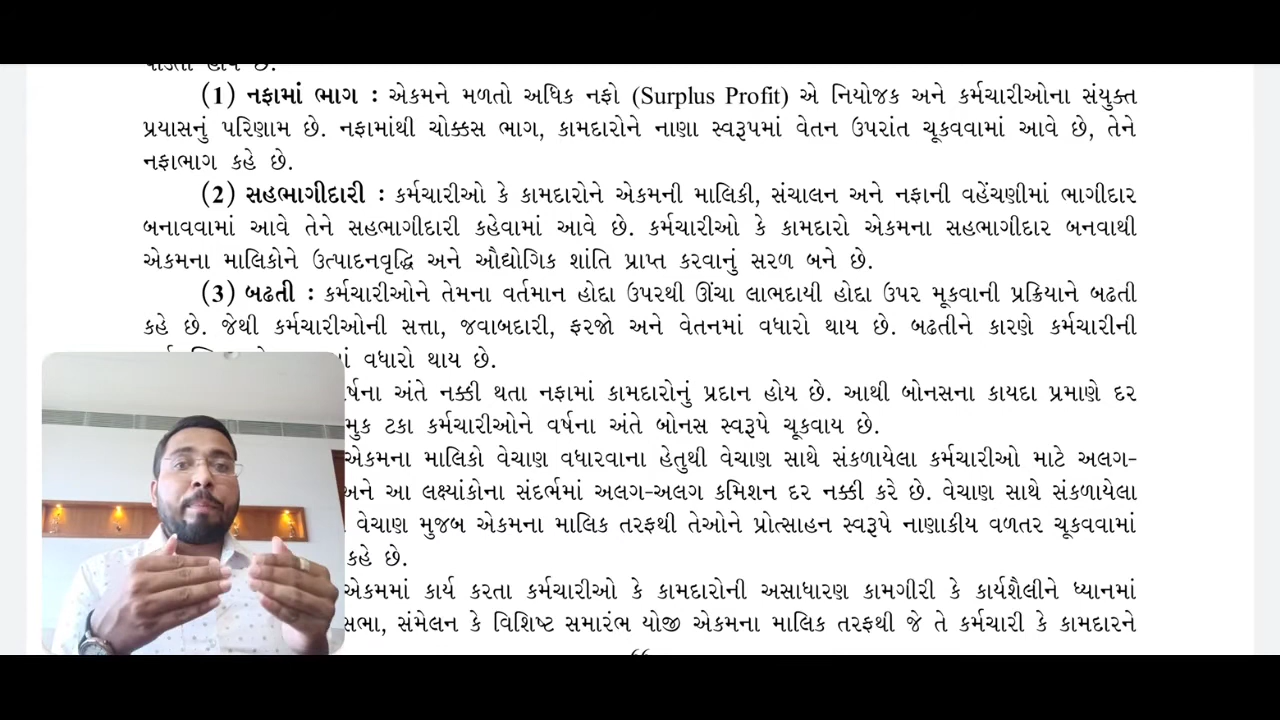 (1) નફામાં ભાગ : એકમને મળતો અધિક નફો (Surplus Profit) એ નિયોજક અને કર્મચારીઓના સંયુક્ત
પ્રયાસનું પરિણામ છે. નફામાંથી ચોક્કસ ભાગ, કામદારોને નાણા સ્વરૂપમાં વેતન ઉપરાંત ચૂકવવામાં આવે છે, તેને
નફાભાગ કહે છે.
(2) સહભાગીદારી : કર્મચારીઓ કે કામદારોને એકમની માલિકી, સંચાલન અને નફાની વહેંચણીમાં ભાગીદાર
બનાવવામાં આવે તેને સહભાગીદારી કહેવામાં આવે છે. કર્મચારીઓ કે કામદારો એકમના સહભાગીદાર બનવાથી
એકમના માલિકોને ઉત્પાદનવૃદ્ધિ અને ઔદ્યોગિક શાંતિ પ્રાપ્ત કરવાનું સરળ બને છે.
(3) બઢતી : કર્મચારીઓને તેમના વર્તમાન હોદા ઉપરથી ઊંચા લાભદાયી હોદા ઉપર મૂકવાની પ્રક્રિયાને બઢતી
કહે છે. જેથી કર્મચારીઓની સત્તા, જવાબદારી, ફરજો અને વેતનમાં વધારો થાય છે. બઢતીને કારણે કર્મચારીની
વધારો થાય છે.
ર્ષના અંતે નક્કી થતા નફામાં કામદારોનું પ્રદાન હોય છે. આથી બોનસના કાયદા પ્રમાણે દર
મુક ટકા કર્મચારીઓને વર્ષના અંતે બોનસ સ્વરૂપે ચૂકવાય છે.
એકમના માલિકો વેચાણ વધારવાના હેતુથી વેચાણ સાથે સંકળાયેલા કર્મચારીઓ માટે અલગ-
અને આ લક્ષ્યાંકોના સંદર્ભમાં અલગ-અલગ કમિશન દર નક્કી કરે છે. વેચાણ સાથે સંકળાયેલા
વેચાણ મુજબ એકમના માલિક તરફથી તેઓને પ્રોત્સાહન સ્વરૂપે નાણાકીય વળતર ચૂકવવામાં
કહે છે.
એકમમાં કાર્ય કરતા કર્મચારીઓ કે કામદારોની અસાધારણ કામગીરી કે કાર્યશૈલીને ધ્યાનમાં
સભા, સંમેલન કે વિશિષ્ટ સમારંભ યોજી એકમના માલિક તરફથી જે તે કર્મચારી કે કામદારને